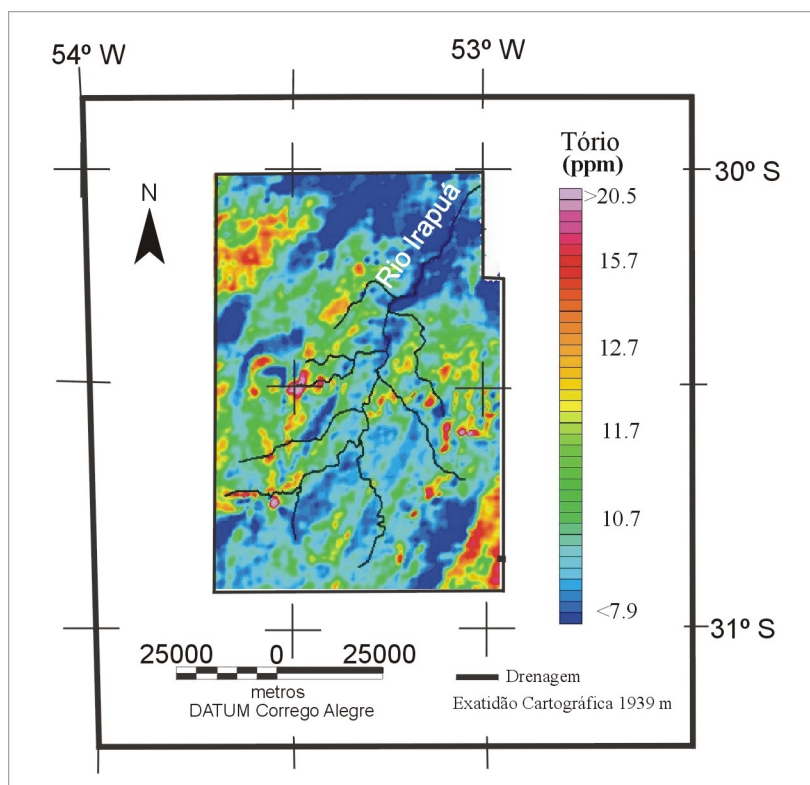 54º W
53º W
Tório
(ppm)
N
>20.5
30º S
Rio Irapuá
15.7
12.7
11.7
10.7
<7.9
31º S
25000 0 25000
metros
DATUM Corrego Alegre
Drenagem
Exatidão Cartográfica 1939 m